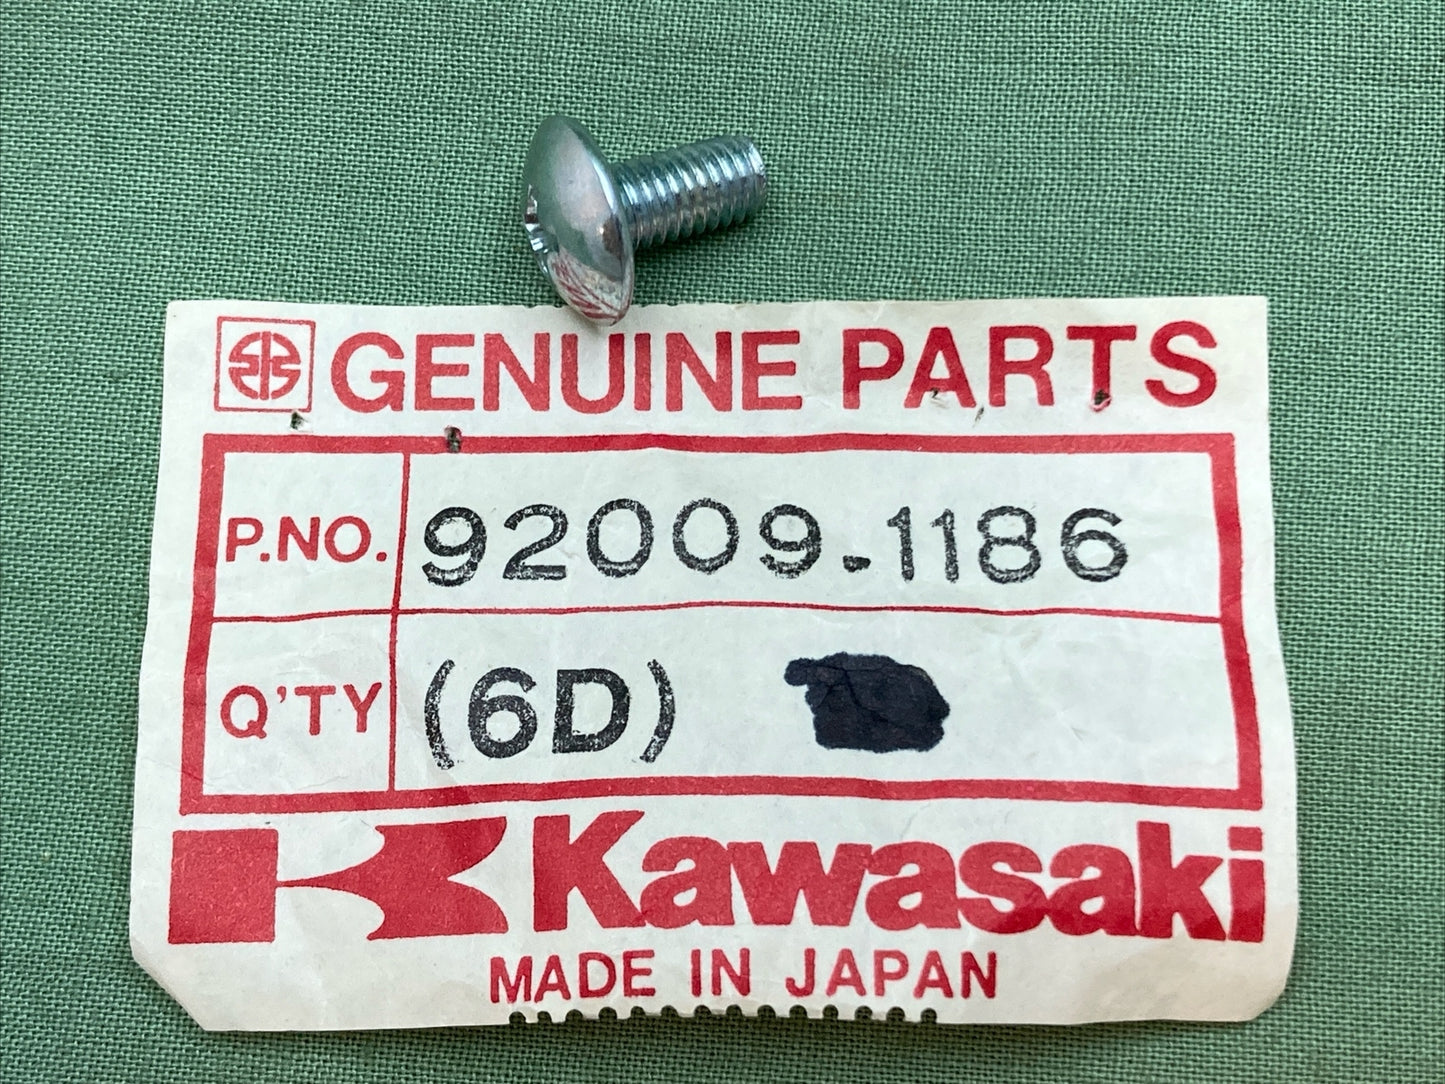 GENUINE PARTS
P.NO. 92009.1186
Q'TY (6D)
Kawasaki
MADE IN JAPAN